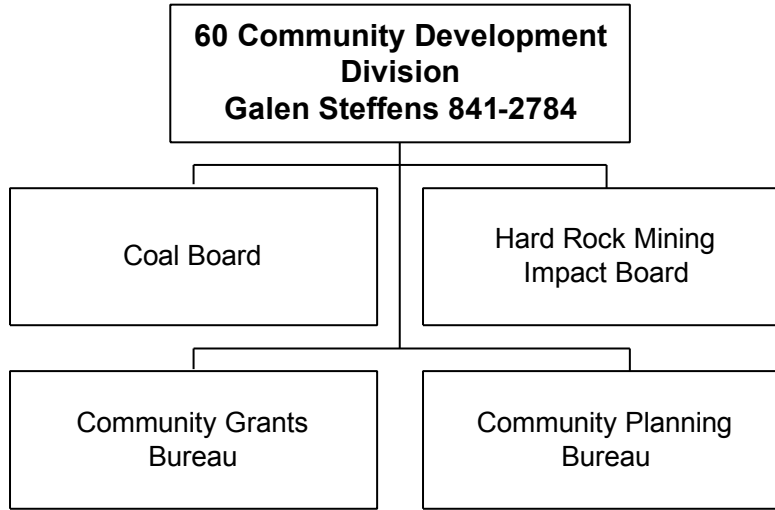 60 Community Development
Division
Galen Steffens 841-2784
Coal Board
Hard Rock Mining
Impact Board
Community Grants
Bureau
Community Planning
Bureau